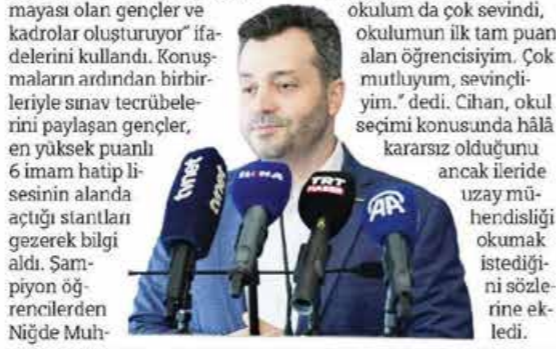 mayası olan gençler ve
kadrolar oluşturuyor" ifa-
delerini kullandı. Konuş-
maların ardından birbir-
leriyle sınav tecrübele-
rini paylaşan gençler,
en yüksek puanlı
6 imam hatip li-
sesinin alanda
açtığı stantları
gezerek bilgi
aldı. Şam-
piyon öğ-
rencilerden
Niğde Muh-
okulum da çok sevindi,
okulumun ilk tam puan
alan öğrencisiyim. Çok
mutluyum, sevinçli-
yim." dedi. Cihan, okul
seçimi konusunda hâlâ
kararsız olduğunu
ancak ileride
uzay mü-
hendisliği
okumak
istediği-
ni sözle-
rine ek-
ledi.
tvnet
tvnet
TRT
HABER
AA